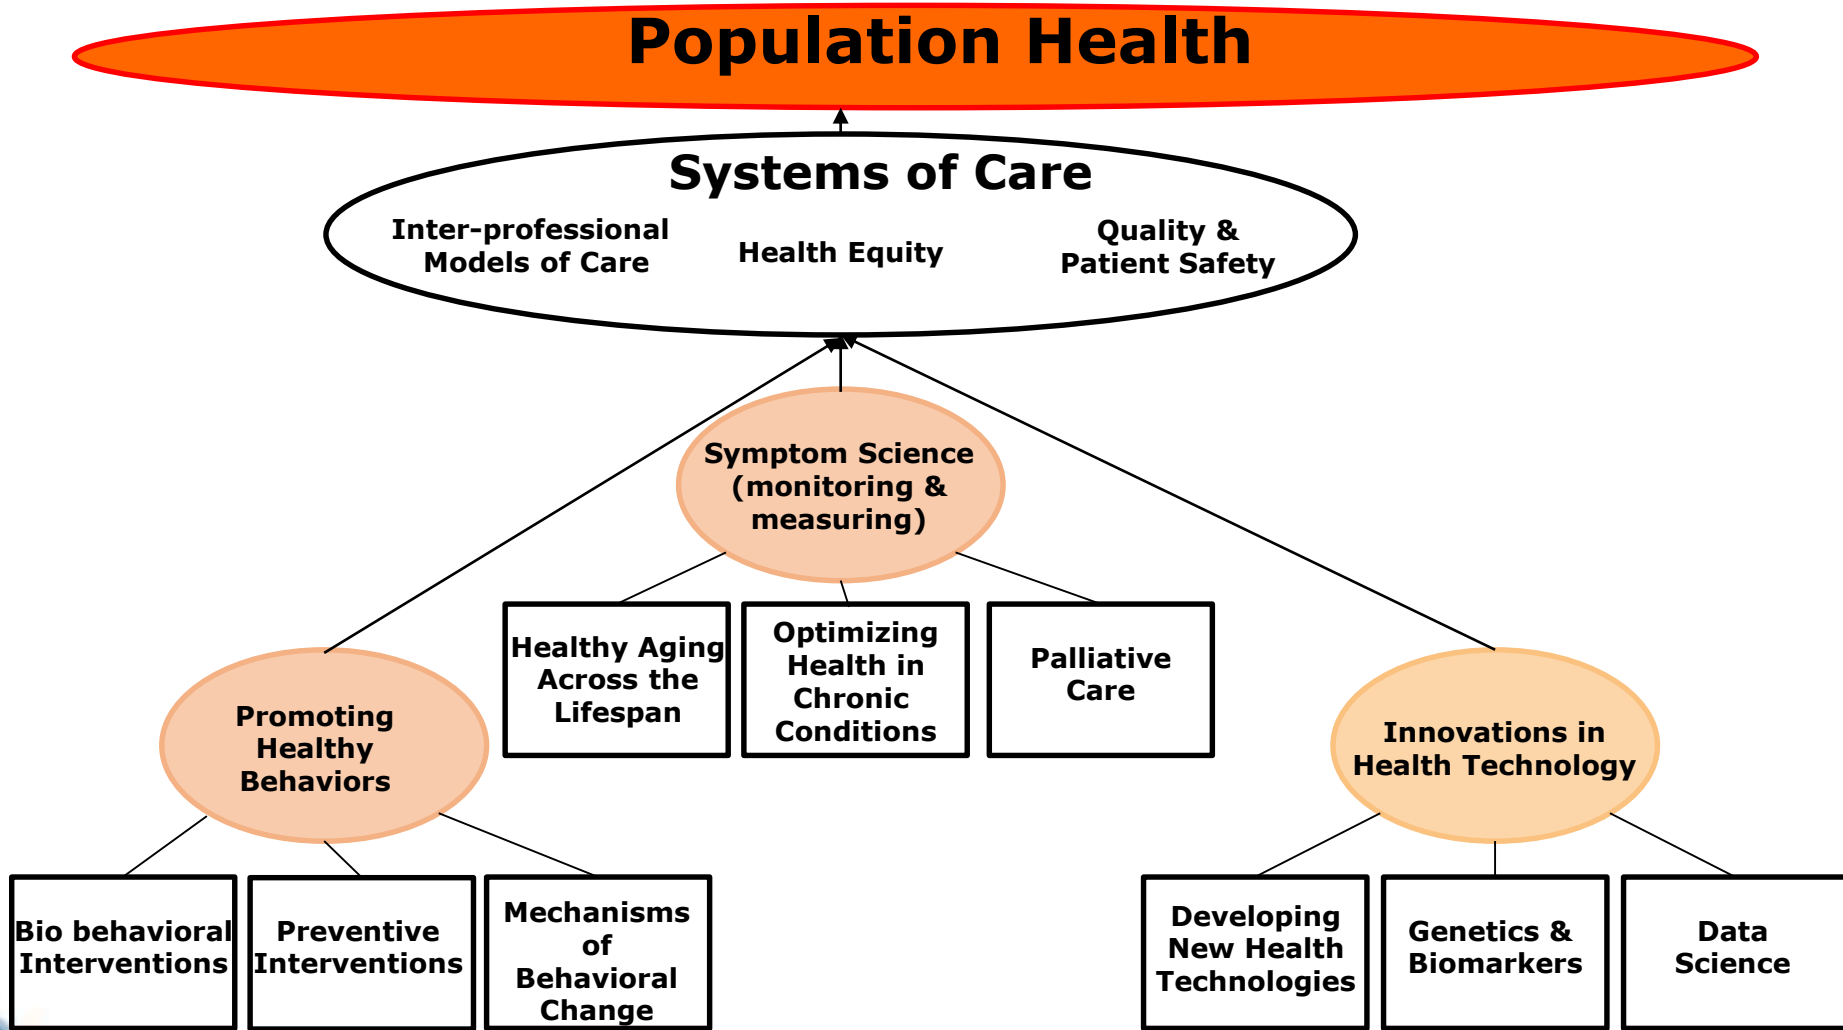 Population Health
Systems of Care
Inter-professional
Models of Care
Health Equity
Quality &
Patient Safety
Symptom Science
(monitoring &
measuring)
Healthy Aging
Across the
Lifespan
Optimizing
Health in
Chronic
Conditions
Palliative
Care
Promoting
Healthy
Behaviors
Innovations in
Health Technology
Bio behavioral
Interventions
Preventive
Interventions
Mechanisms
of
Behavioral
Change
Developing
New Health
Technologies
Genetics &
Biomarkers
Data
Science